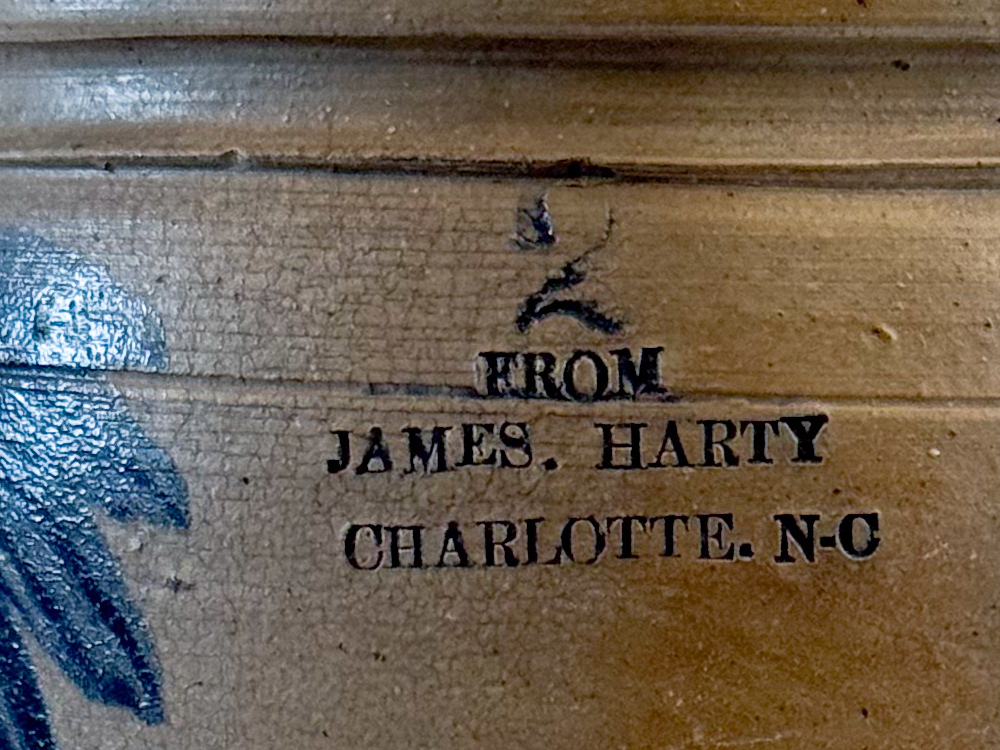 2
FROM
JAMES. HARTY
CHARLOTTE. N-C